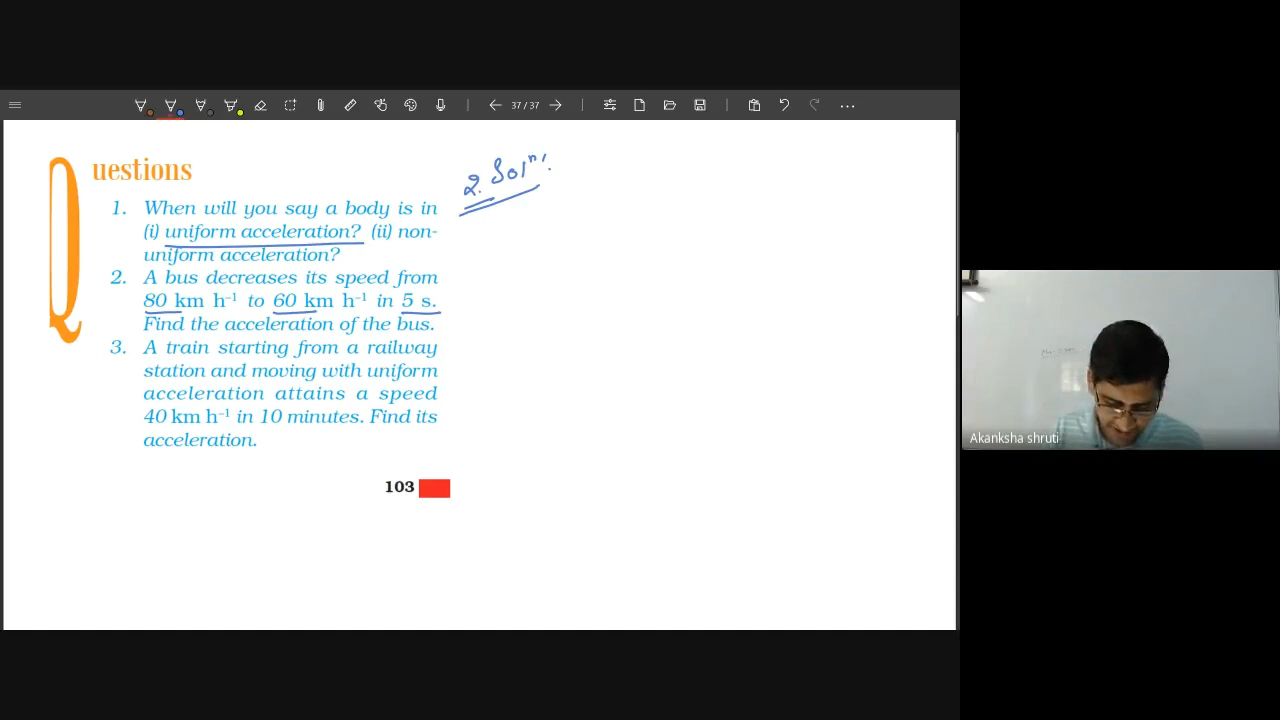 37 / 37
Questions
2. Solⁿ:
1. When will you say a body is in
(i) uniform acceleration? (ii) non-
uniform acceleration?
2. A bus decreases its speed from
80 km h⁻¹ to 60 km h⁻¹ in 5 s.
Find the acceleration of the bus.
3. A train starting from a railway
station and moving with uniform
acceleration attains a speed
40 km h⁻¹ in 10 minutes. Find its
acceleration.
103
Akanksha shruti